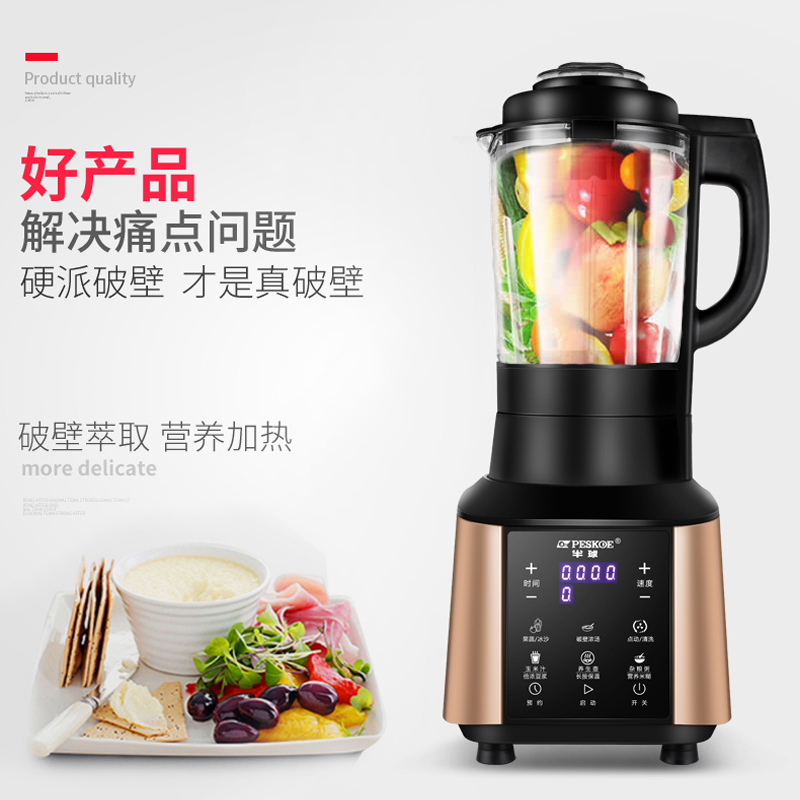 Product quality
好产品
解决痛点问题
硬派破壁 才是真破壁
破壁萃取 营养加热
more delicate
PESKOE®
半球
+ +
时间 0000 速度
− 0 −
果蔬/冰沙 破壁浓汤 点动/清洗
玉米汁 养生壶 杂粮粥
倍浓豆浆 长按保温 营养米糊
预约 启动 开关